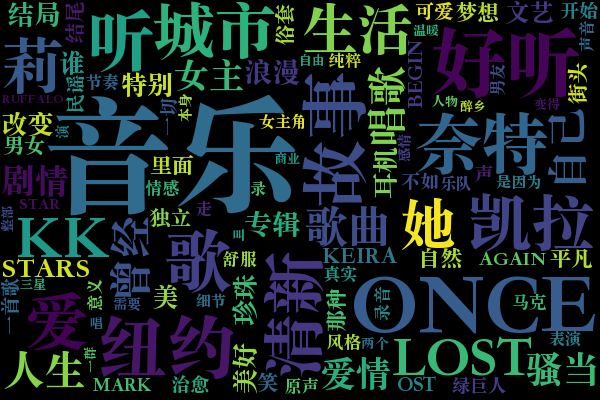 结局
结尾
听
城市
俗套
生活
可爱
梦想
文艺
开始
声音
莉
谁
节奏
民谣
特别
女主
浪漫
自由
纯粹
温暖
BEGIN
好听
男友
街头
RUFFALO
改变
演
一切
本身
女主角
故事
唱歌
人物
醉乡
变得
男女
音乐
里面
情感
商业
耳机
感情
奈特
自己
剧情
STAR
录
不如
乐队
声
是因为
整部
KK
曾经
独立
走
专辑
歌曲
她
凯拉
STARS
歌
里
舒服
清新
KEIRA
真实
自然
AGAIN
平凡
一首歌
三星
意义
需要
美
细节
珍珠
那种
录音
ONCE
马克
爱
唱
纽约
一群
美好
风格
两个
LOST
表演
骚当
人生
MARK
治愈
笑
原声
爱情
OST
绿巨人